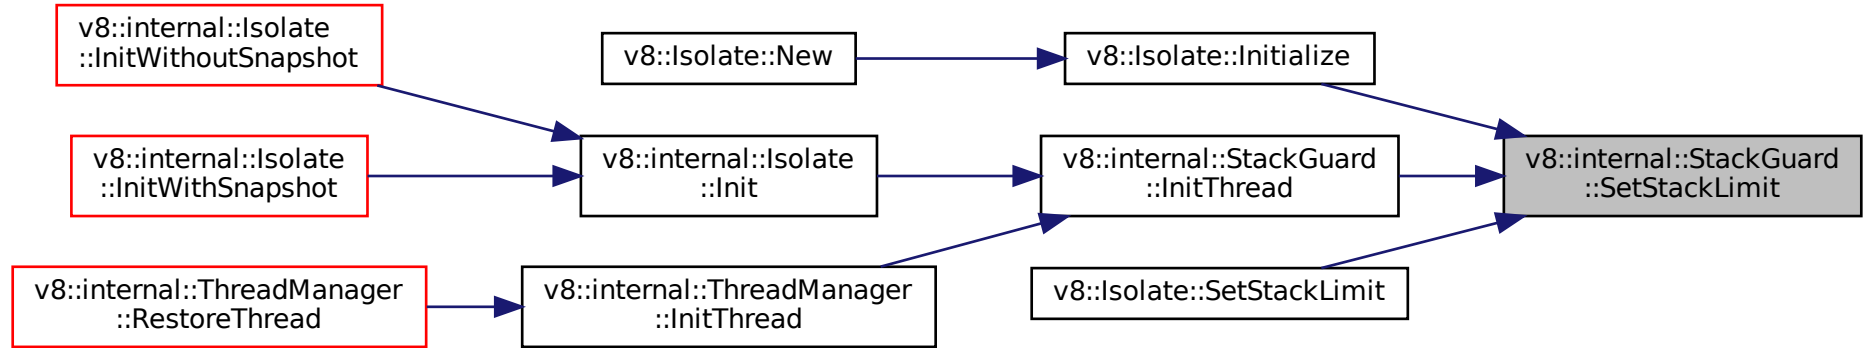 v8::internal::Isolate
::InitWithoutSnapshot
v8::Isolate::New
v8::Isolate::Initialize
v8::internal::Isolate
::InitWithSnapshot
v8::internal::Isolate
::Init
v8::internal::StackGuard
::InitThread
v8::internal::StackGuard
::SetStackLimit
v8::internal::ThreadManager
::RestoreThread
v8::internal::ThreadManager
::InitThread
v8::Isolate::SetStackLimit